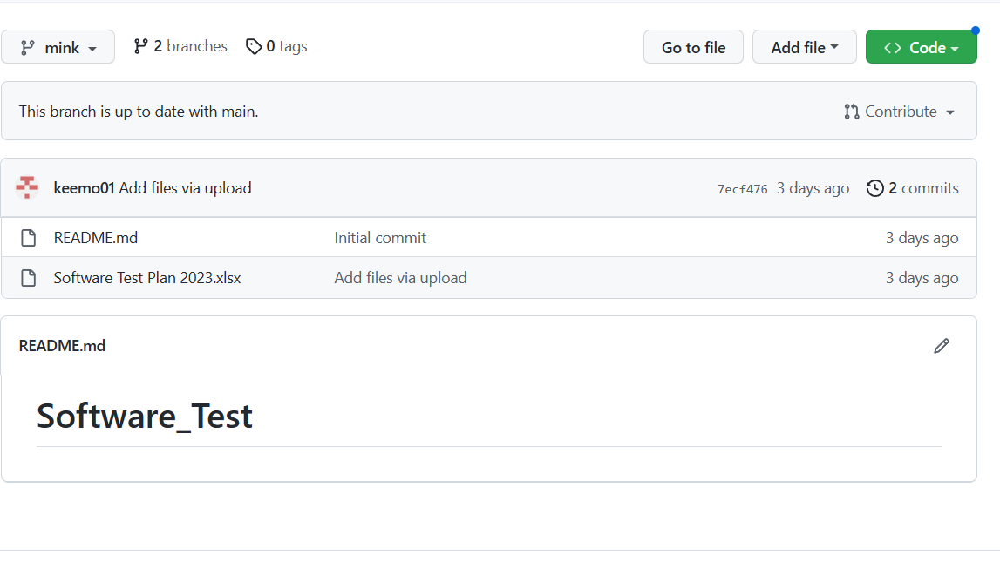 mink 2 branches 0 tags Go to file Add file <> Code
This branch is up to date with main. Contribute
keemo01 Add files via upload 7ecf476 3 days ago 2 commits
README.md Initial commit 3 days ago
Software Test Plan 2023.xlsx Add files via upload 3 days ago
README.md
Software_Test